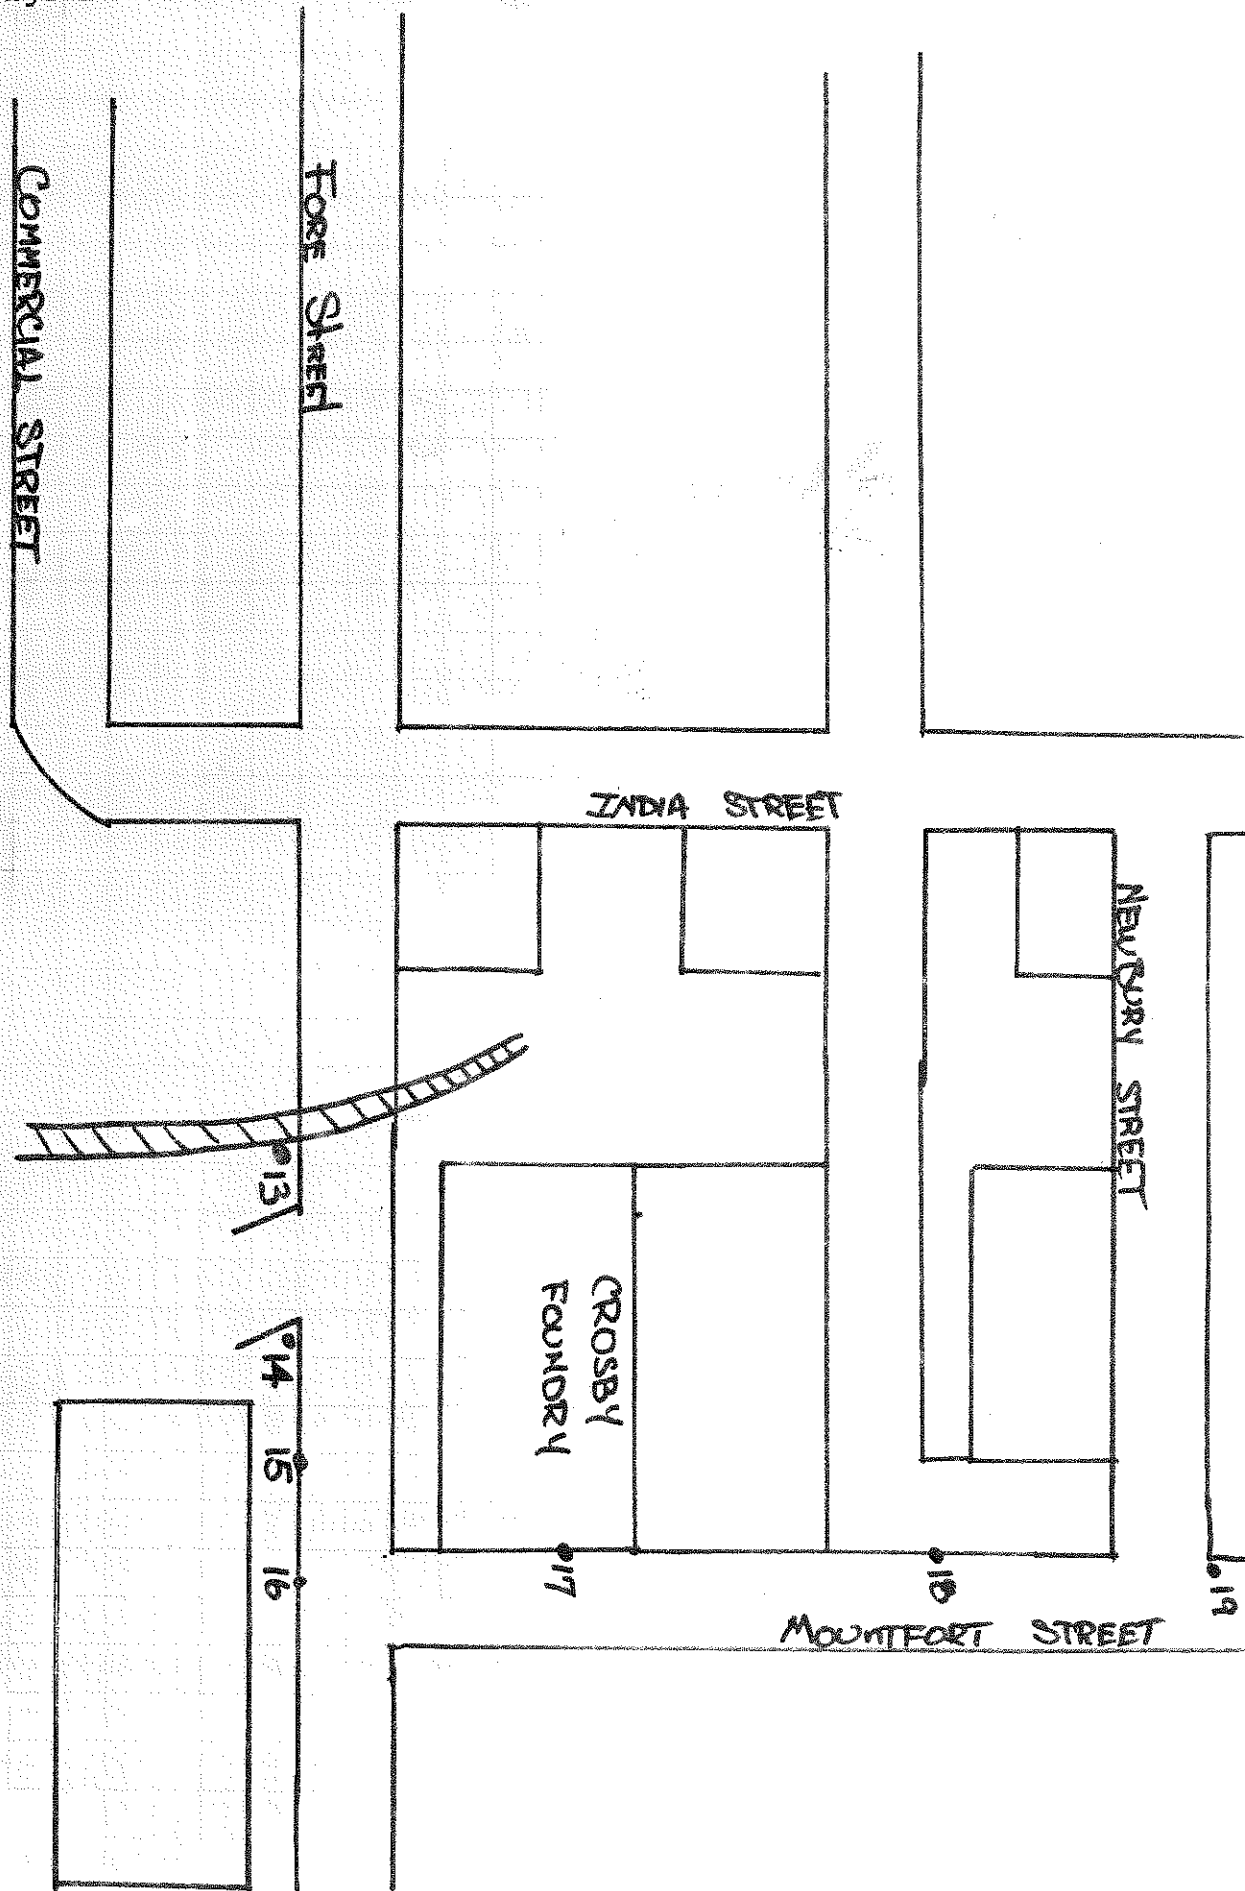 COMMERCIAL STREET
FORE STREET
INDIA STREET
NEWBURY STREET
13
14
15
16
CROSBY
FOUNDRY
17
18
19
MOUNTFORT STREET